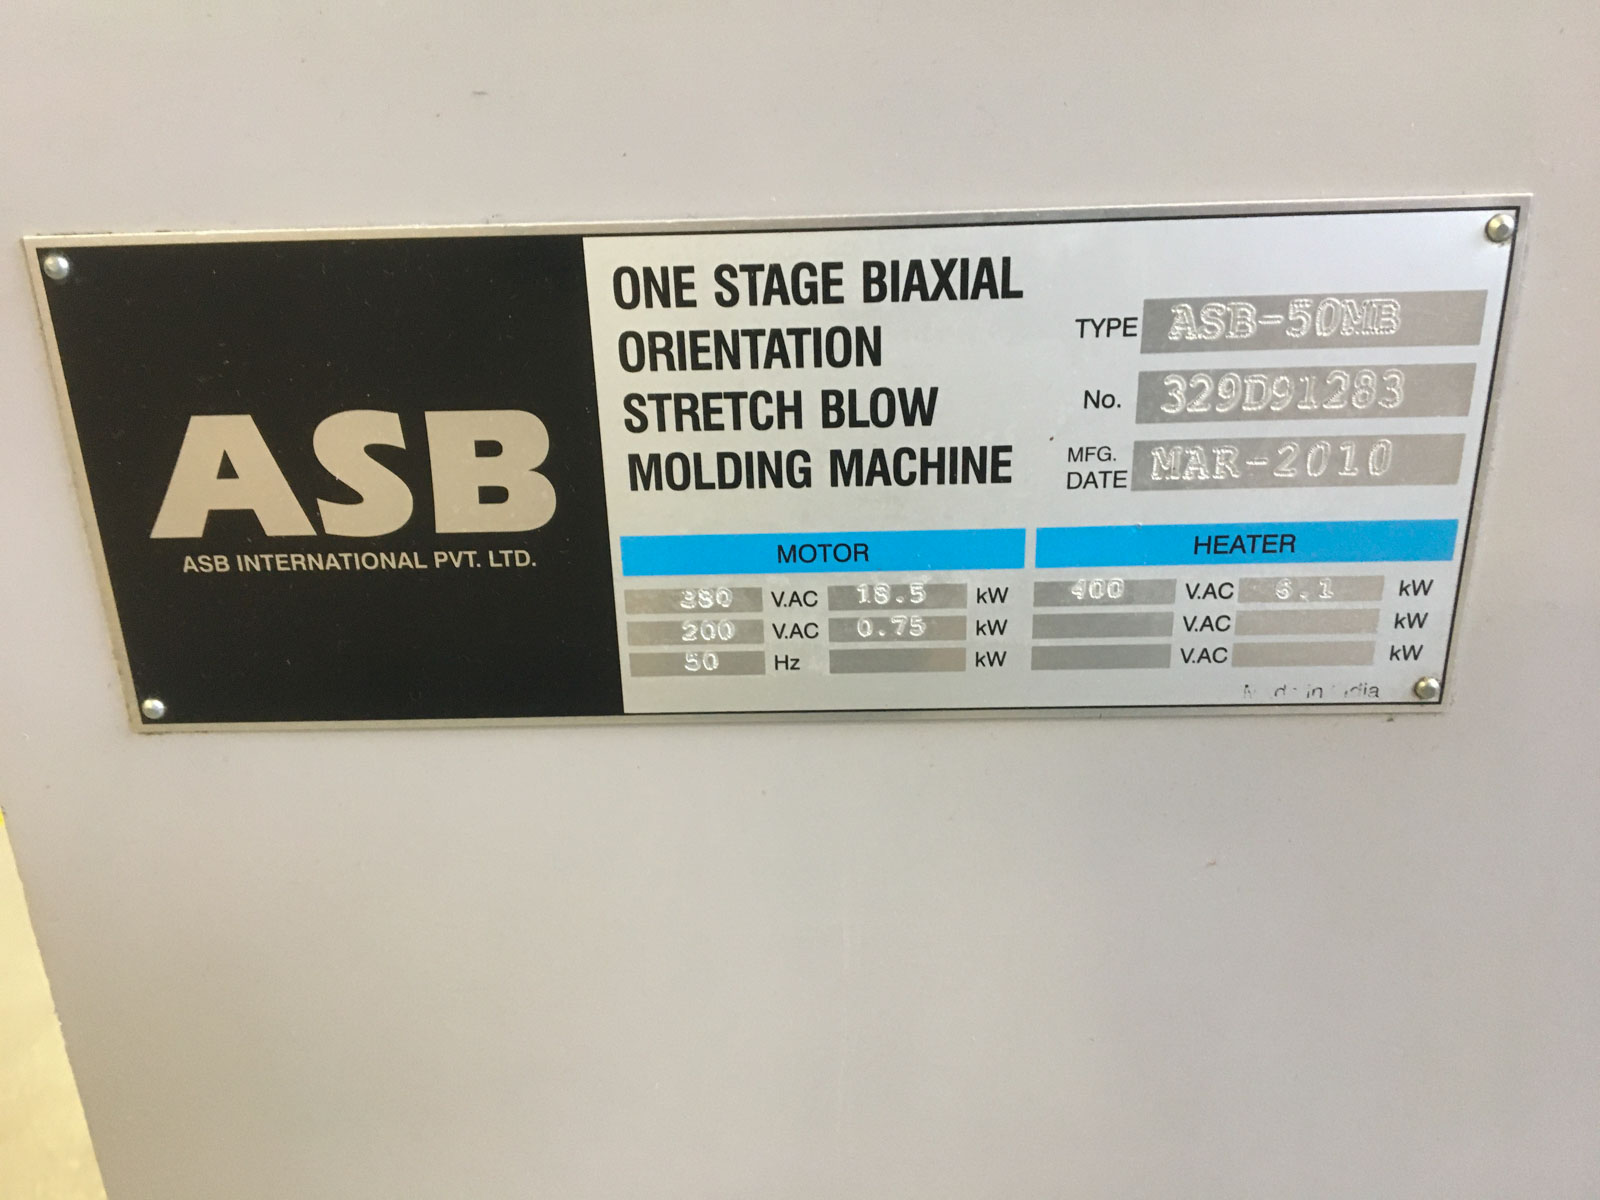 ASB
ASB INTERNATIONAL PVT. LTD.
ONE STAGE BIAXIAL
ORIENTATION
STRETCH BLOW
MOLDING MACHINE
TYPE ASB-50MB
No. 329D91283
MFG. DATE MAR-2010
MOTOR
380 V.AC 18.5 kW
200 V.AC 0.75 kW
50 Hz kW
HEATER
400 V.AC 6.1 kW
V.AC kW
V.AC kW
in